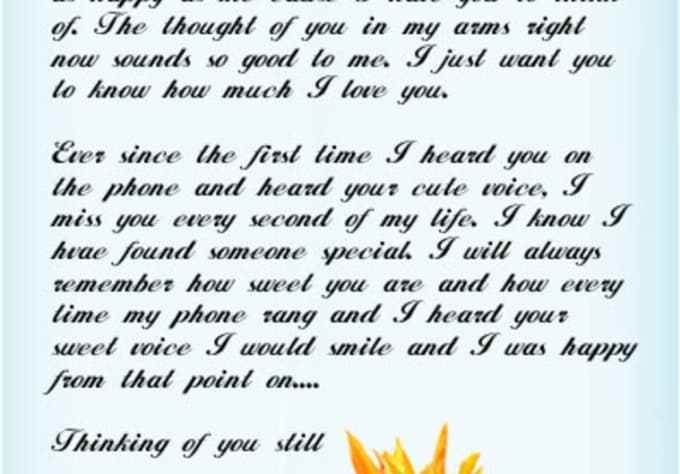 of. The thought of you in my arms right
now sounds so good to me. I just want you
to know how much I love you.
Ever since the first time I heard you on
the phone and heard your cute voice, I
miss you every second of my life. I know I
hvae found someone special. I will always
remember how sweet you are and how every
time my phone rang and I heard your
sweet voice I would smile and I was happy
from that point on....
Thinking of you still